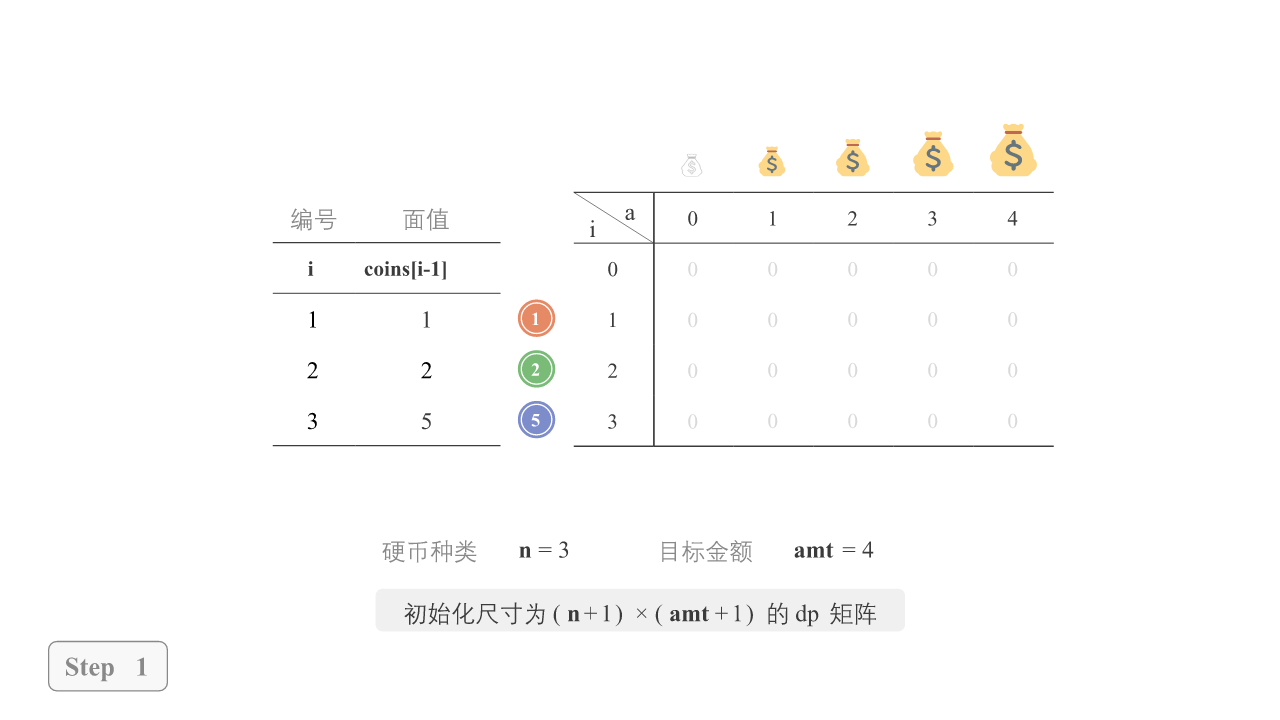 编号 面值
i coins[i-1]
1 1
2 2
3 5
1
2
5
$ $ $ $ $
i a 0 1 2 3 4
0 0 0 0 0 0
1 0 0 0 0 0
2 0 0 0 0 0
3 0 0 0 0 0
硬币种类 n = 3 目标金额 amt = 4
初始化尺寸为 ( n + 1 ) × ( amt + 1 ) 的 dp 矩阵
Step 1